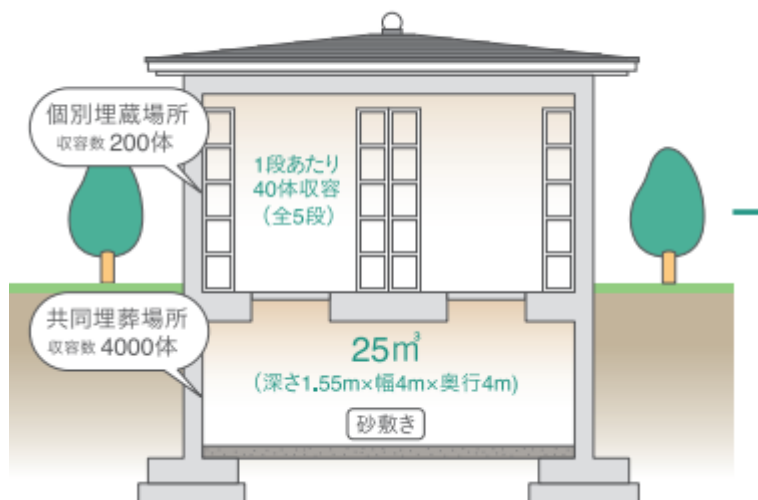 個別埋蔵場所
収容数 200体
1段あたり
40体収容
（全5段）
共同埋葬場所
収容数 4000体
25㎥
（深さ1.55m×幅4m×奥行4m）
砂敷き